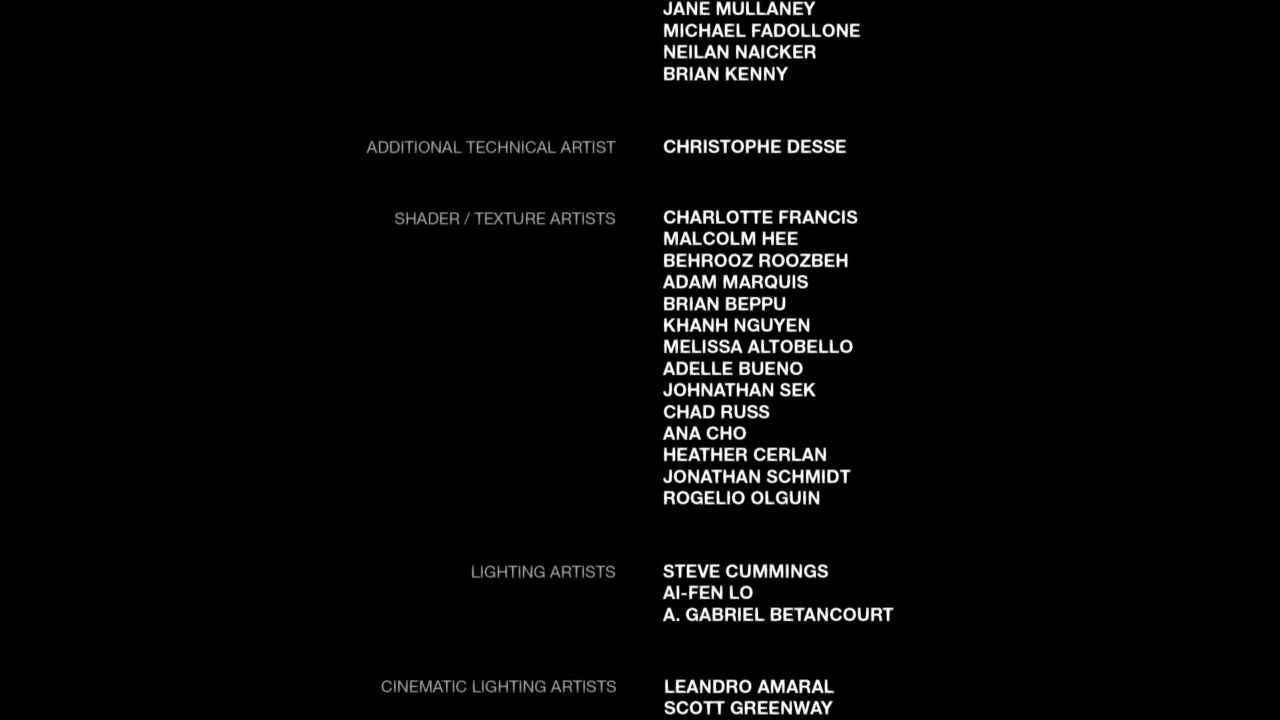 JANE MULLANEY
MICHAEL FADOLLONE
NEILAN NAICKER
BRIAN KENNY
ADDITIONAL TECHNICAL ARTIST CHRISTOPHE DESSE
SHADER / TEXTURE ARTISTS CHARLOTTE FRANCIS
MALCOLM HEE
BEHROOZ ROOZBEH
ADAM MARQUIS
BRIAN BEPPU
KHANH NGUYEN
MELISSA ALTOBELLO
ADELLE BUENO
JOHNATHAN SEK
CHAD RUSS
ANA CHO
HEATHER CERLAN
JONATHAN SCHMIDT
ROGELIO OLGUIN
LIGHTING ARTISTS STEVE CUMMINGS
AI-FEN LO
A. GABRIEL BETANCOURT
CINEMATIC LIGHTING ARTISTS LEANDRO AMARAL
SCOTT GREENWAY